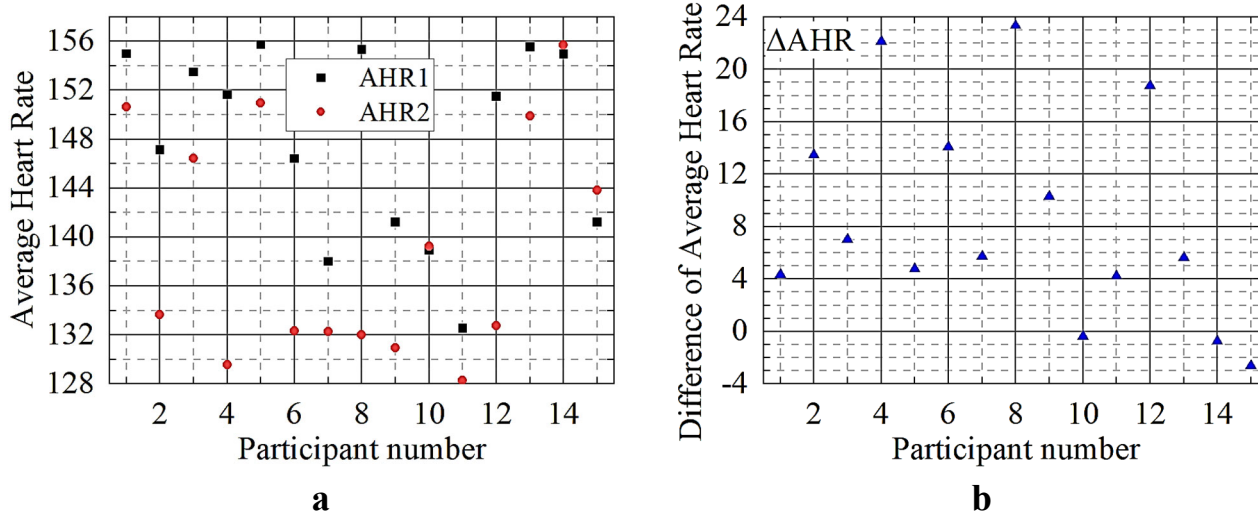 Average Heart Rate
156
152
148
144
140
136
132
128
AHR1
AHR2
2 4 6 8 10 12 14
Participant number
a
Difference of Average Heart Rate
24
20
16
12
8
4
0
-4
ΔAHR
2 4 6 8 10 12 14
Participant number
b